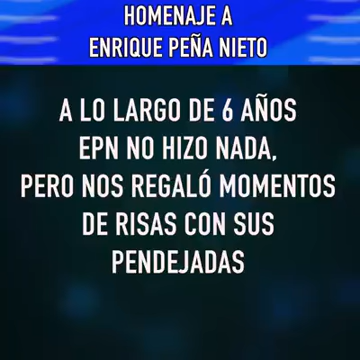 HOMENAJE A
ENRIQUE PEÑA NIETO
A LO LARGO DE 6 AÑOS
EPN NO HIZO NADA,
PERO NOS REGALÓ MOMENTOS
DE RISAS CON SUS
PENDEJADAS